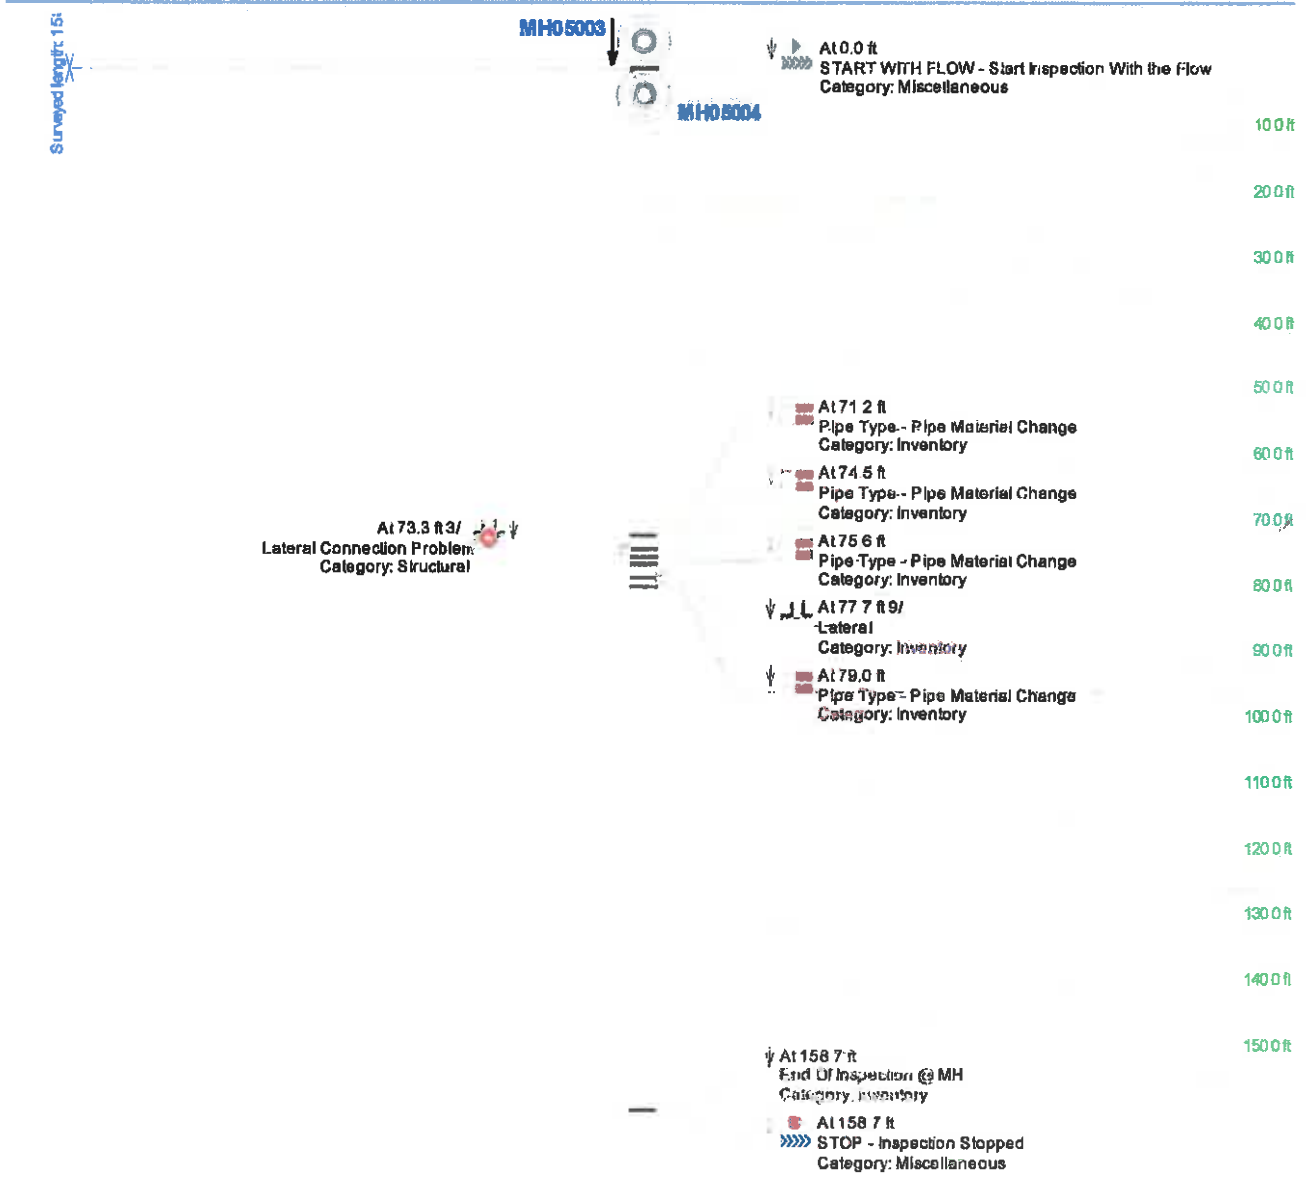 Surveyed length: 158
MH05003
MH05004
At 0.0 ft
START WITH FLOW - Start Inspection With the Flow
Category: Miscellaneous
10.0 ft
20.0 ft
30.0 ft
40.0 ft
50.0 ft
At 71.2 ft
Pipe Type - Pipe Material Change
Category: Inventory
60.0 ft
At 74.5 ft
Pipe Type - Pipe Material Change
Category: Inventory
70.0 ft
At 73.3 ft 3/
Lateral Connection Problem
Category: Structural
At 75.6 ft
Pipe Type - Pipe Material Change
Category: Inventory
80.0 ft
At 77.7 ft 9/
Lateral
Category: Inventory
90.0 ft
At 79.0 ft
Pipe Type - Pipe Material Change
Category: Inventory
100.0 ft
110.0 ft
120.0 ft
130.0 ft
140.0 ft
150.0 ft
At 158.7 ft
End Of Inspection @ MH
Category: Inventory
At 158.7 ft
STOP - Inspection Stopped
Category: Miscellaneous